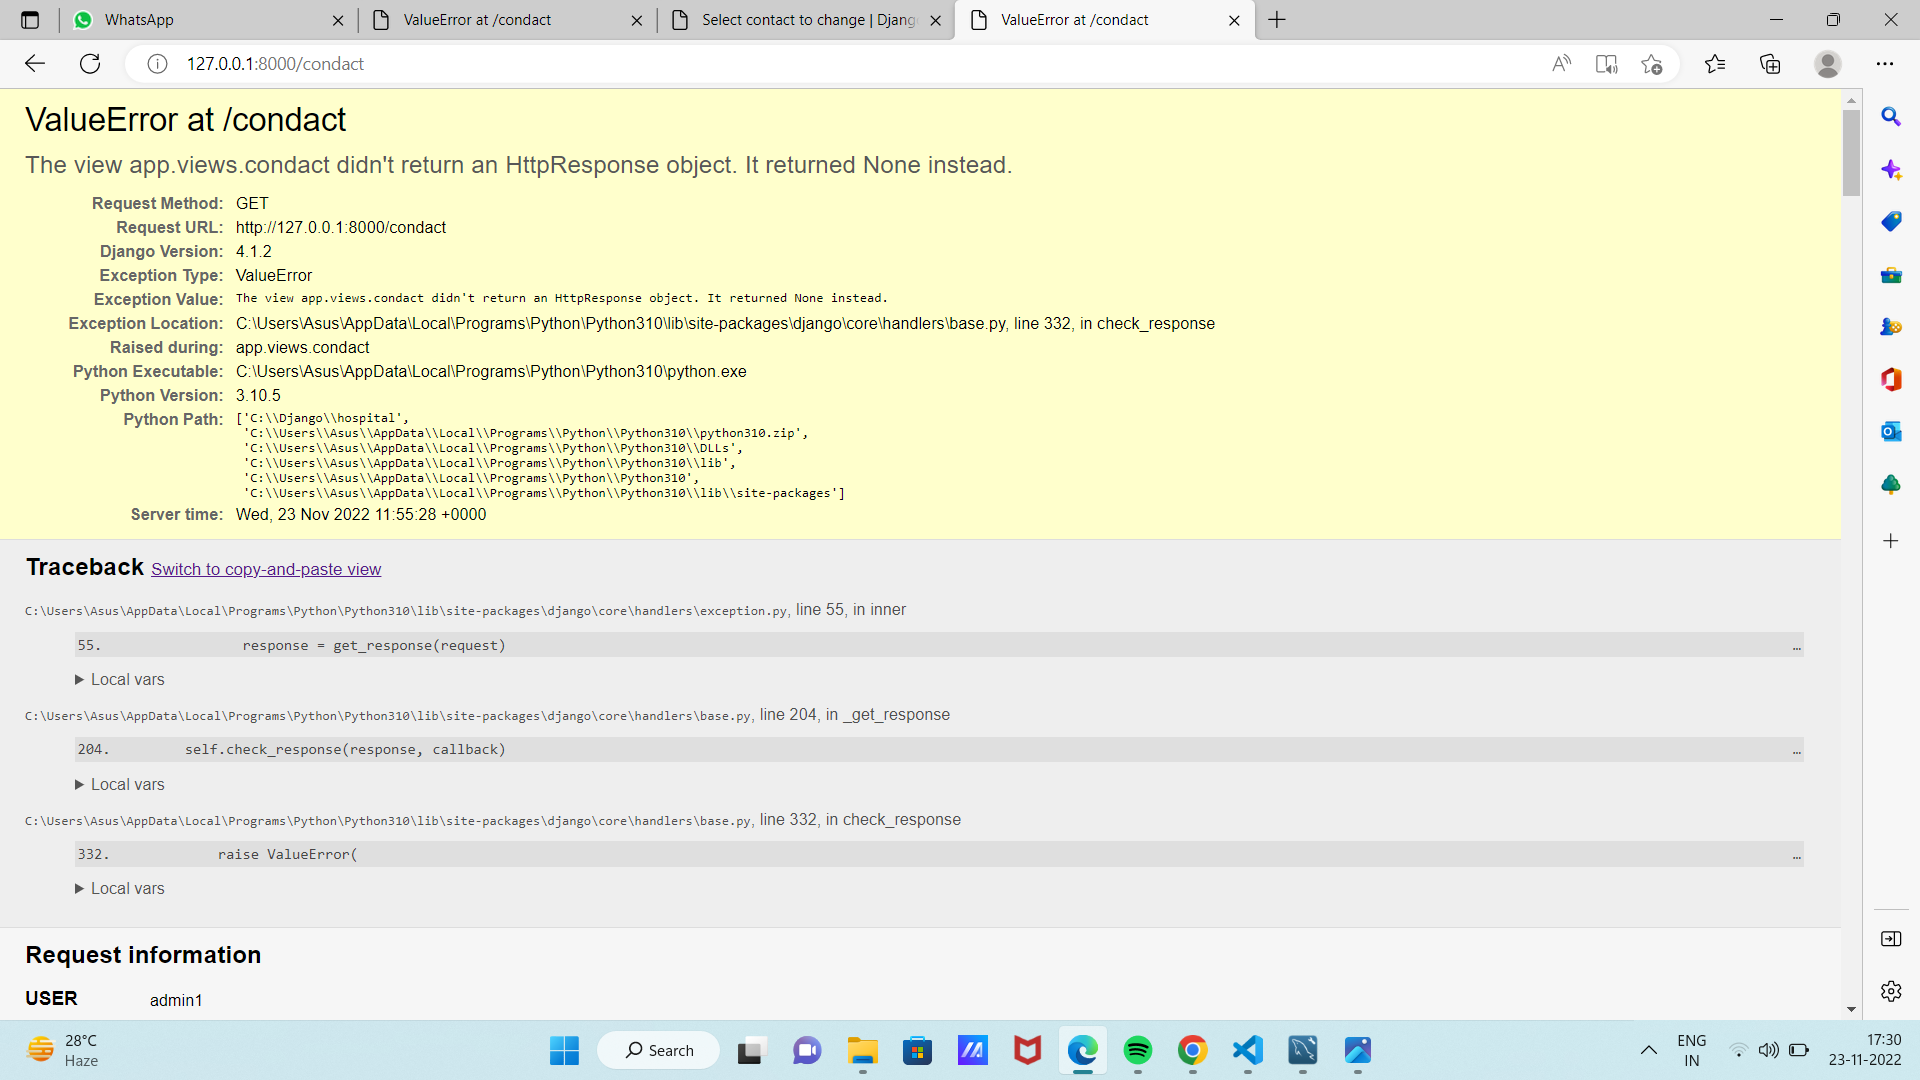 WhatsApp
ValueError at /condact
Select contact to change | Djang
ValueError at /condact
127.0.0.1:8000/condact
ValueError at /condact
The view app.views.condact didn't return an HttpResponse object. It returned None instead.
Request Method: GET
Request URL: http://127.0.0.1:8000/condact
Django Version: 4.1.2
Exception Type: ValueError
Exception Value: The view app.views.condact didn't return an HttpResponse object. It returned None instead.
Exception Location: C:\Users\Asus\AppData\Local\Programs\Python\Python310\lib\site-packages\django\core\handlers\base.py, line 332, in check_response
Raised during: app.views.condact
Python Executable: C:\Users\Asus\AppData\Local\Programs\Python\Python310\python.exe
Python Version: 3.10.5
Python Path: ['C:\\Django\\hospital',
'C:\\Users\\Asus\\AppData\\Local\\Programs\\Python\\Python310\\python310.zip',
'C:\\Users\\Asus\\AppData\\Local\\Programs\\Python\\Python310\\DLLs',
'C:\\Users\\Asus\\AppData\\Local\\Programs\\Python\\Python310\\lib',
'C:\\Users\\Asus\\AppData\\Local\\Programs\\Python\\Python310',
'C:\\Users\\Asus\\AppData\\Local\\Programs\\Python\\Python310\\lib\\site-packages']
Server time: Wed, 23 Nov 2022 11:55:28 +0000
Traceback Switch to copy-and-paste view
C:\Users\Asus\AppData\Local\Programs\Python\Python310\lib\site-packages\django\core\handlers\exception.py, line 55, in inner
55. response = get_response(request) …
Local vars
C:\Users\Asus\AppData\Local\Programs\Python\Python310\lib\site-packages\django\core\handlers\base.py, line 204, in _get_response
204. self.check_response(response, callback) …
Local vars
C:\Users\Asus\AppData\Local\Programs\Python\Python310\lib\site-packages\django\core\handlers\base.py, line 332, in check_response
332. raise ValueError( …
Local vars
Request information
USER admin1
28°C
Haze
Search
ENG
IN
17:30
23-11-2022